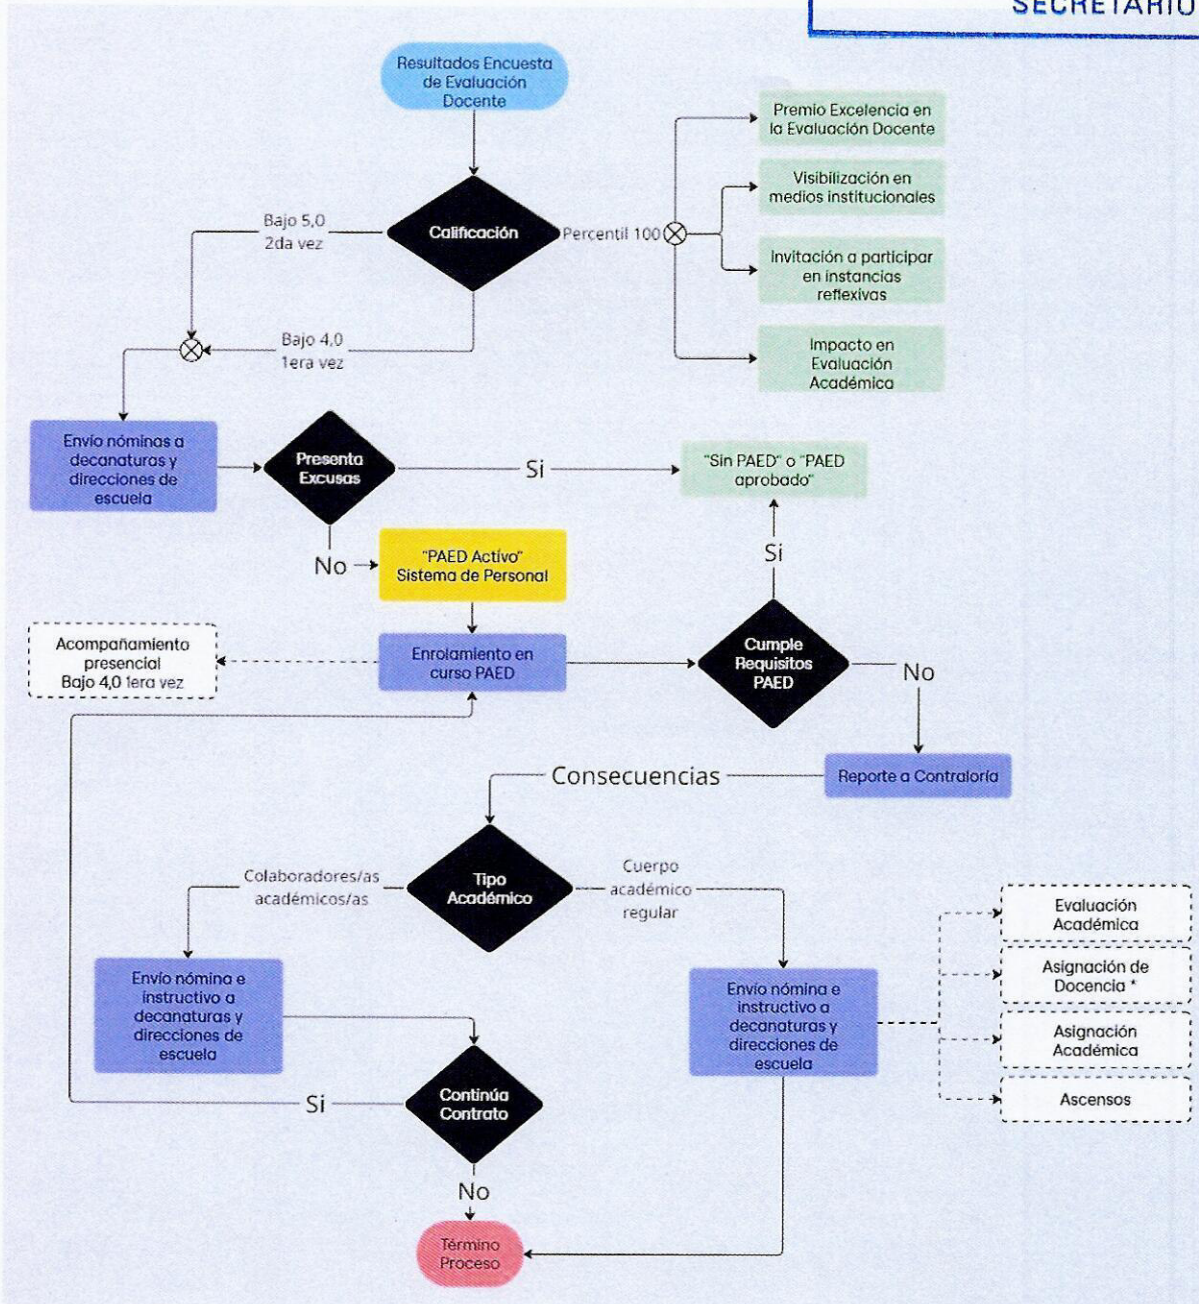 SECRETARIO
Resultados Encuesta
de Evaluación
Docente
Premio Excelencia en
la Evaluación Docente
Visibilización en
medios institucionales
Bajo 5,0
2da vez
Calificación
Percentil 100
Invitación a participar
en instancias
reflexivas
Bajo 4,0
1era vez
Impacto en
Evaluación
Académica
Envío nóminas a
decanaturas y
direcciones de
escuela
Presenta
Excusas
Si
"Sin PAED" o "PAED
aprobado"
No
"PAED Activo"
Sistema de Personal
Si
Acompañamiento
presencial
Bajo 4,0 1era vez
Enrolamiento en
curso PAED
Cumple
Requisitos
PAED
No
Consecuencias
Reporte a Contraloría
Colaboradores/as
académicos/as
Tipo
Académico
Cuerpo
académico
regular
Evaluación
Académica
Asignación de
Docencia *
Asignación
Académica
Ascensos
Envío nómina e
instructivo a
decanaturas y
direcciones de
escuela
Envío nómina e
instructivo a
decanaturas y
direcciones de
escuela
Si
Continúa
Contrato
No
Término
Proceso